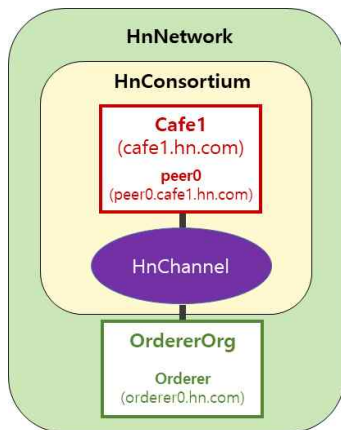 HnNetwork
HnConsortium
Cafe1
(cafe1.hn.com)
peer0
(peer0.cafe1.hn.com)
HnChannel
OrdererOrg
Orderer
(orderer0.hn.com)